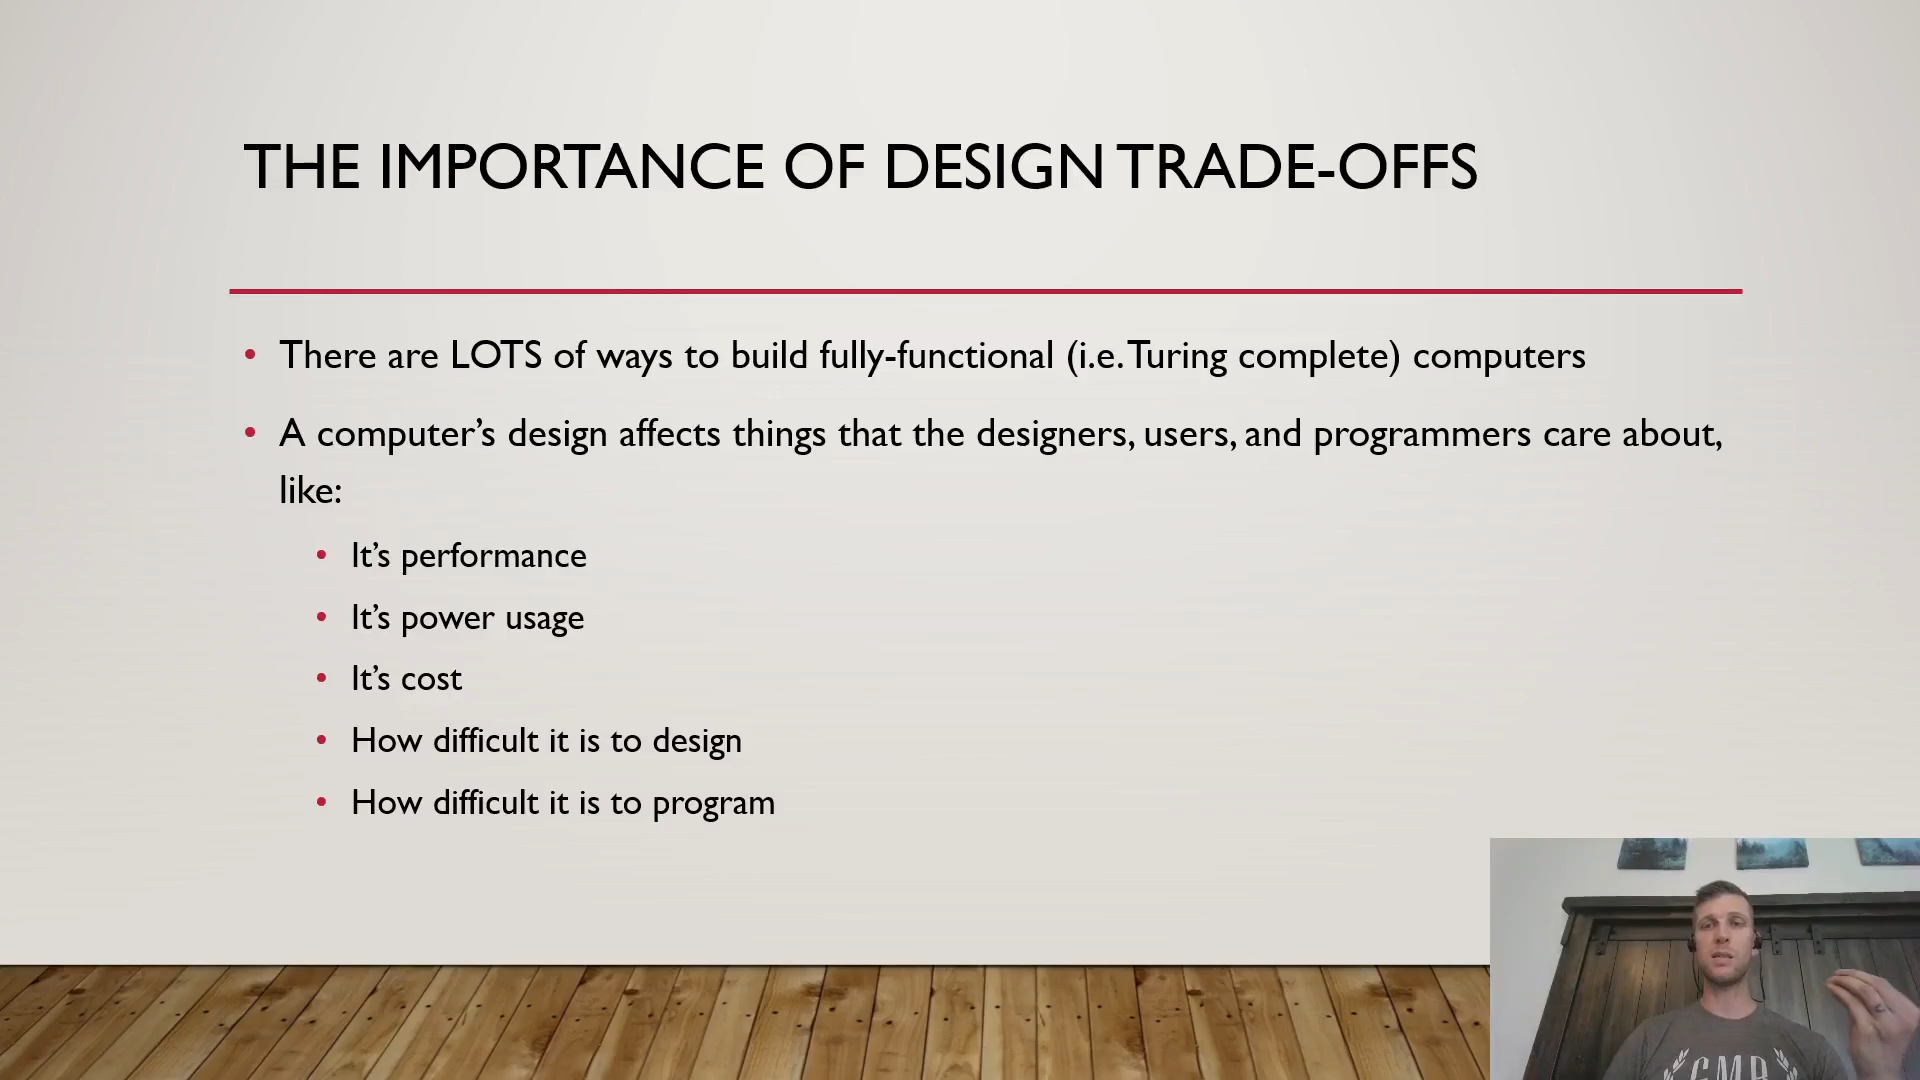 THE IMPORTANCE OF DESIGN TRADE-OFFS
• There are LOTS of ways to build fully-functional (i.e. Turing complete) computers
• A computer’s design affects things that the designers, users, and programmers care about,
like:
• It’s performance
• It’s power usage
• It’s cost
• How difficult it is to design
• How difficult it is to program